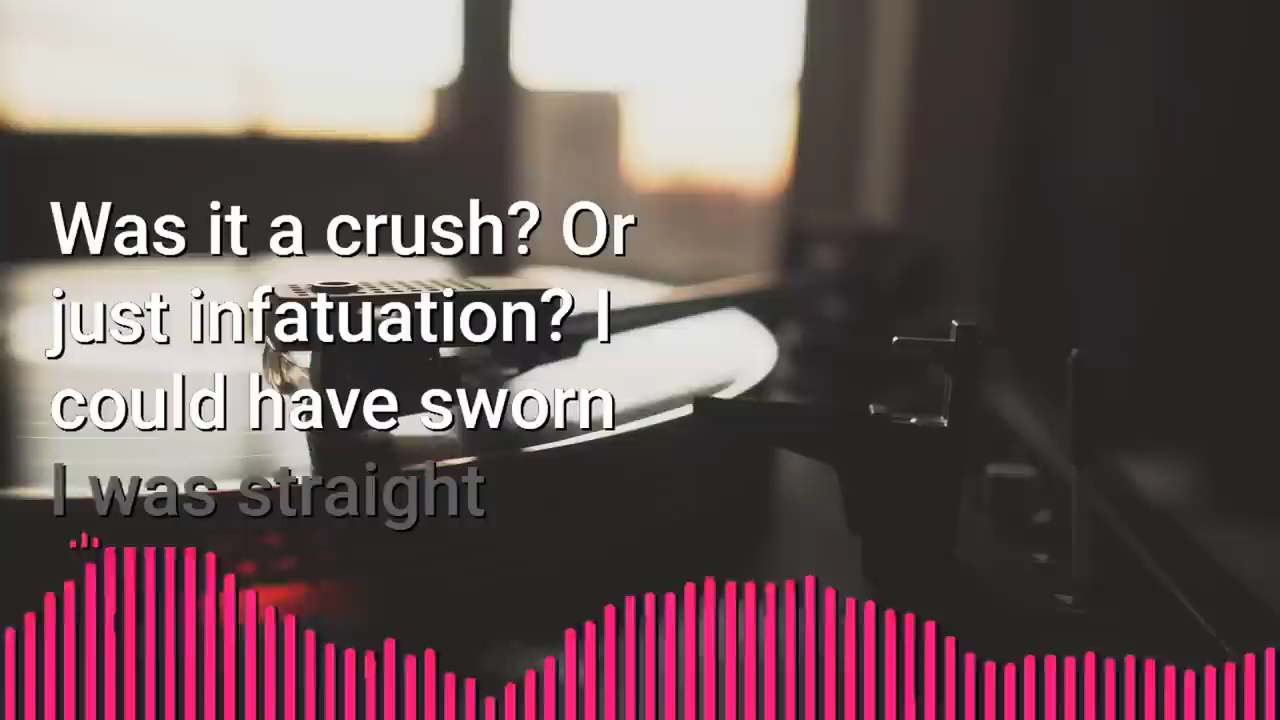 Was it a crush? Or
just infatuation? I
could have sworn
I was straight